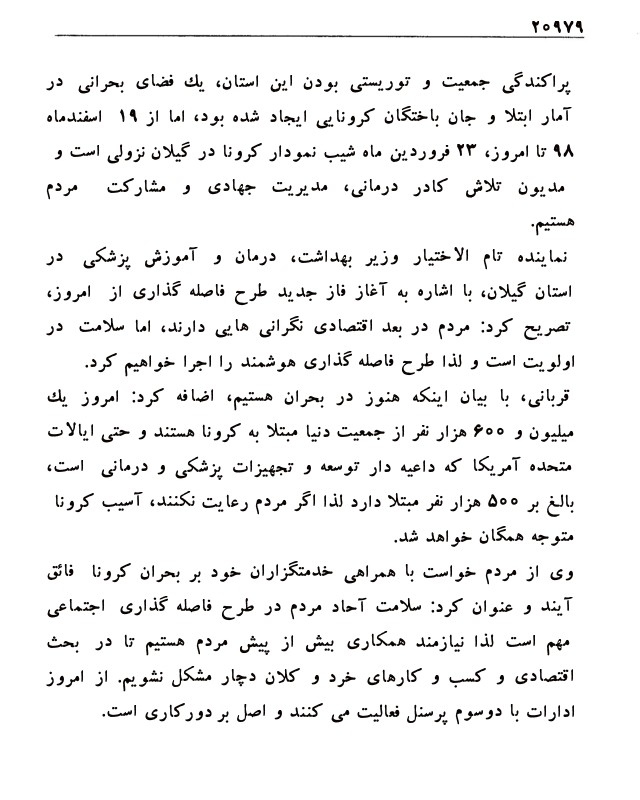 ۲۰۹۷۹
پراکندگی جمعیت و توریستی بودن این استان، یك فضای بحرانی در
آمار ابتلا و جان باختگان کرونایی ایجاد شده بود، اما از ۱۹ اسفندماه
۹۸ تا امروز، ۲۳ فروردین ماه شیب نمودار کرونا در گیلان نزولی است و
مدیون تلاش کادر درمانی، مدیریت جهادی و مشارکت مردم
هستیم.
نماینده تام الاختیار وزیر بهداشت، درمان و آموزش پزشکی در
استان گیلان، با اشاره به آغاز فاز جدید طرح فاصله گذاری از امروز،
تصریح کرد: مردم در بعد اقتصادی نگرانی هایی دارند، اما سلامت در
اولویت است و لذا طرح فاصله گذاری هوشمند را اجرا خواهیم کرد.
قربانی، با بیان اینکه هنوز در بحران هستیم، اضافه کرد: امروز یك
میلیون و ۶۰۰ هزار نفر از جمعیت دنیا مبتلا به کرونا هستند و حتی ایالات
متحده آمریکا که داعیه دار توسعه و تجهیزات پزشکی و درمانی است،
بالغ بر ۵۰۰ هزار نفر مبتلا دارد لذا اگر مردم رعایت نکنند، آسیب کرونا
متوجه همگان خواهد شد.
وی از مردم خواست با همراهی خدمتگزاران خود بر بحران کرونا فائق
آیند و عنوان کرد: سلامت آحاد مردم در طرح فاصله گذاری اجتماعی
مهم است لذا نیازمند همکاری بیش از پیش مردم هستیم تا در بحث
اقتصادی و کسب و کارهای خرد و کلان دچار مشکل نشویم. از امروز
ادارات با دوسوم پرسنل فعالیت می کنند و اصل بر دورکاری است.